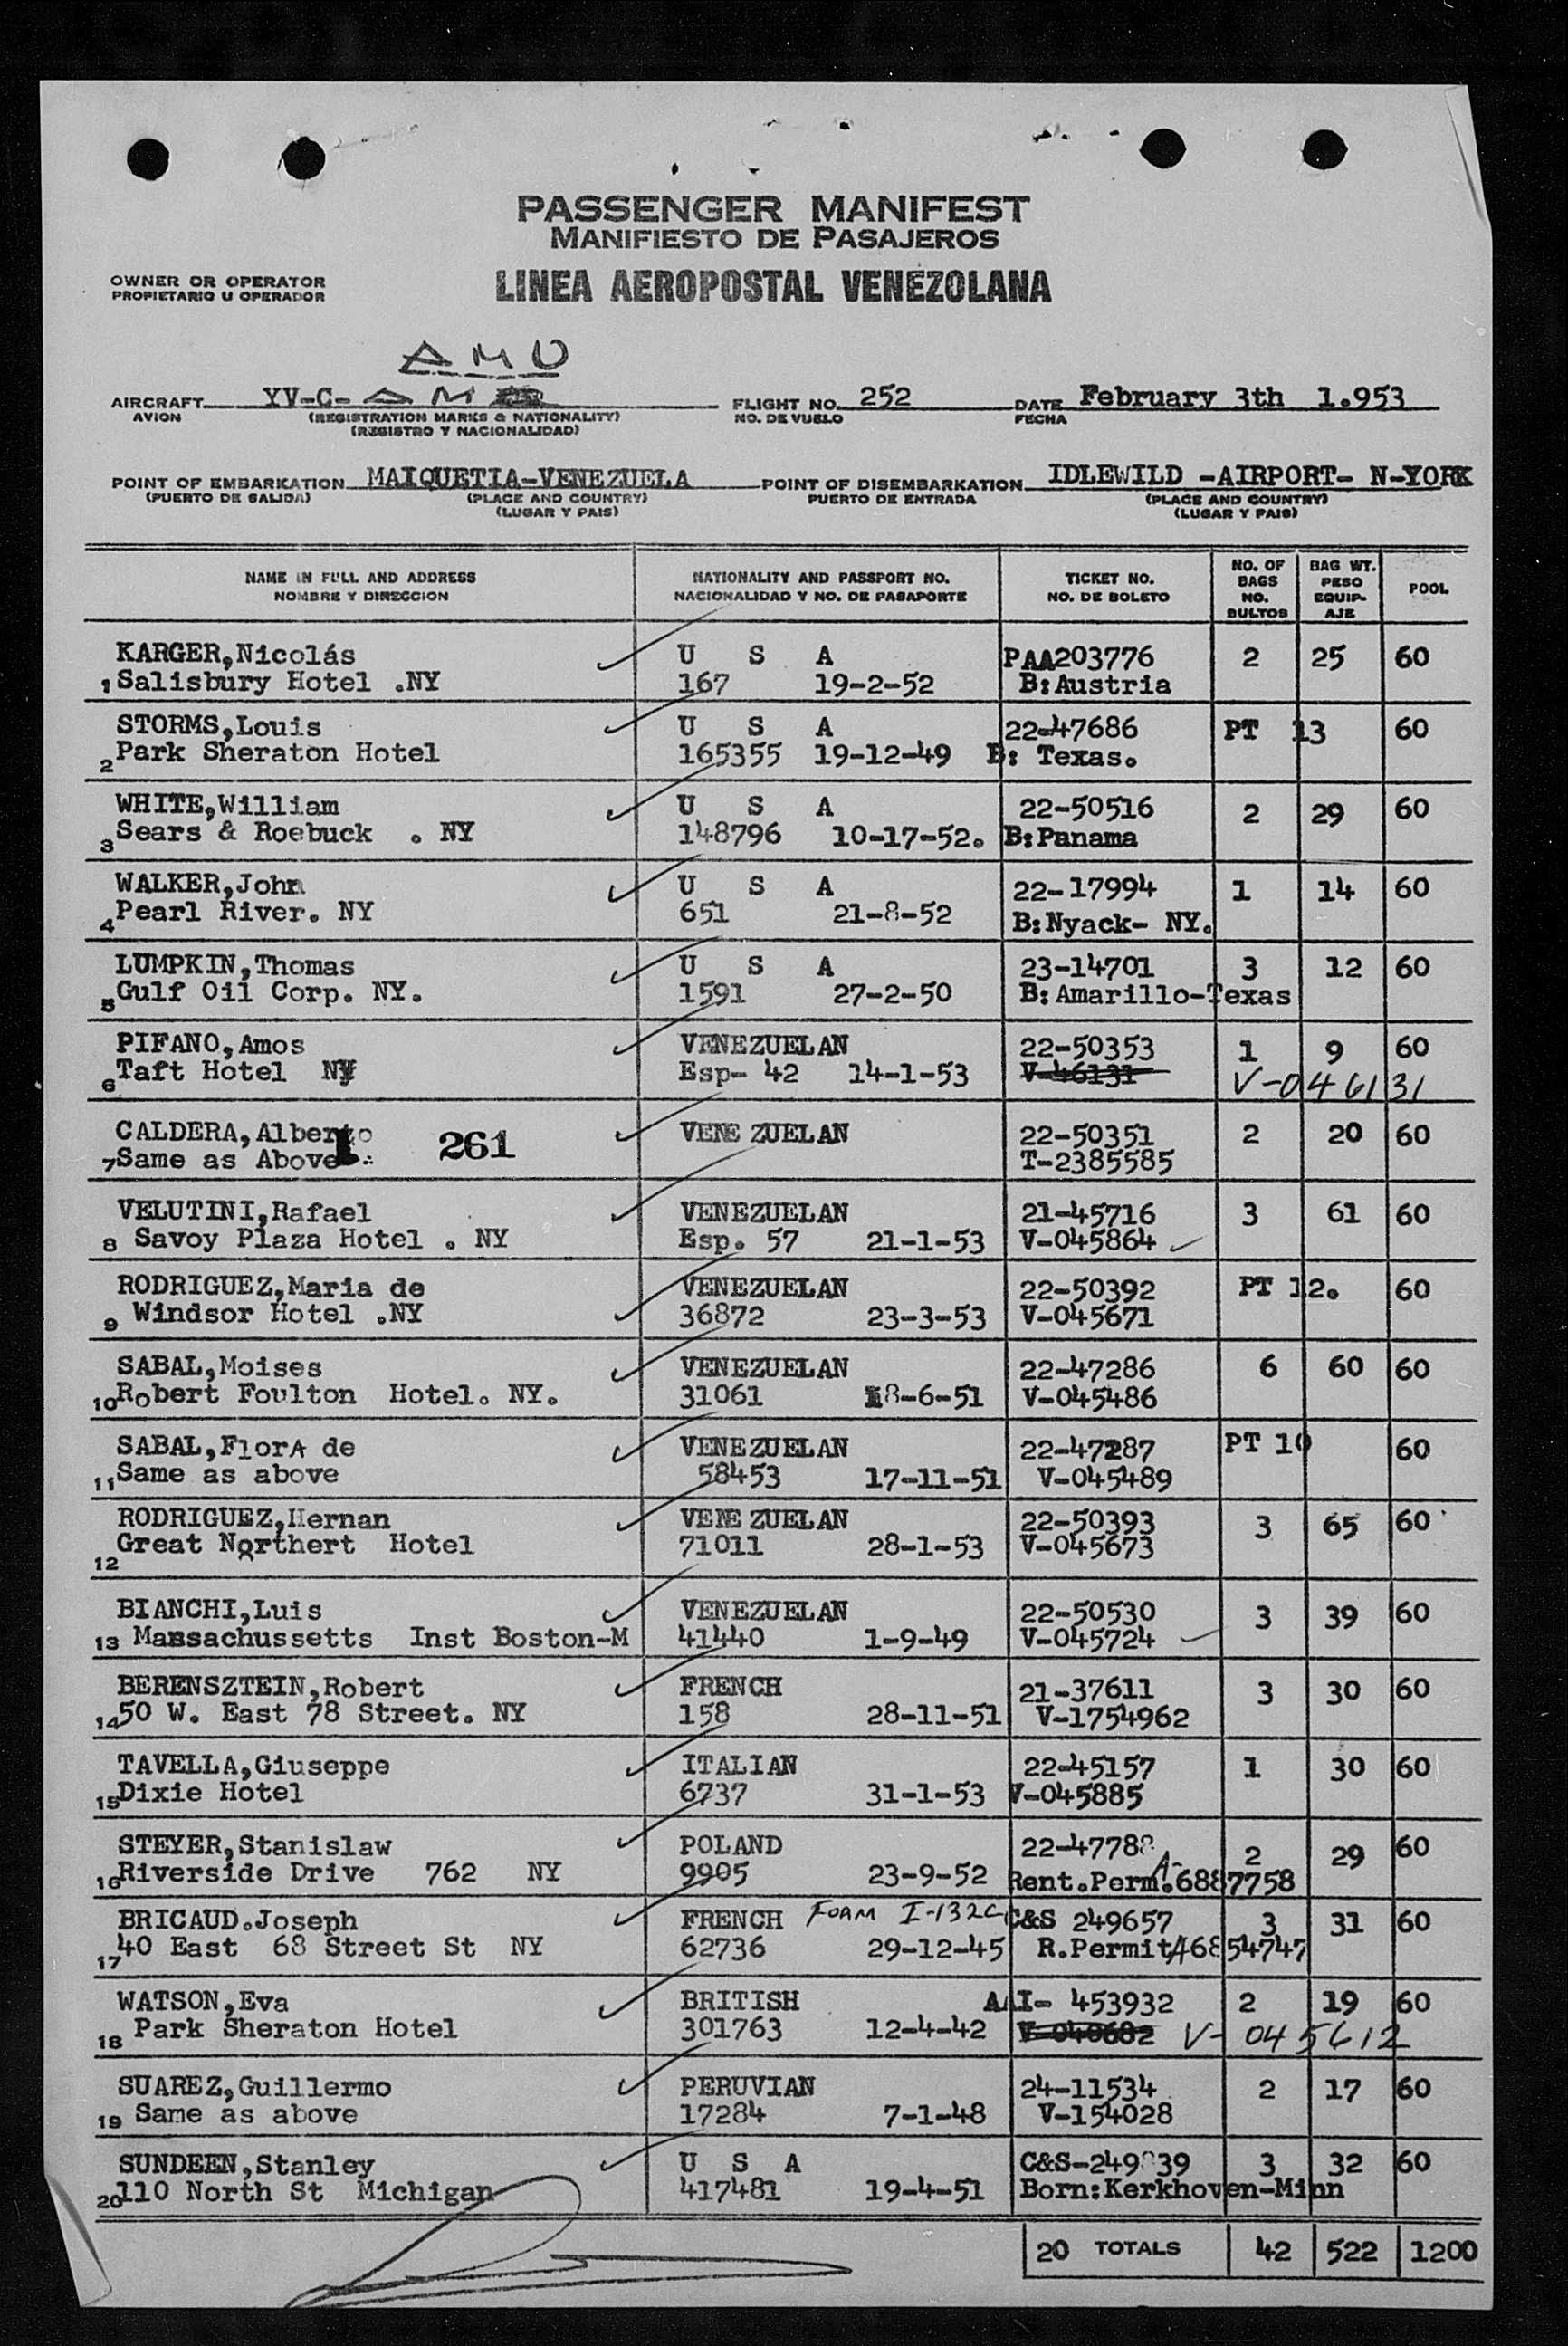 PASSENGER MANIFEST
MANIFIESTO DE PASAJEROS
OWNER OR OPERATOR
PROPIETARIO U OPERADOR
LINEA AEROPOSTAL VENEZOLANA
AMU
AIRCRAFT YV-C- AM FLIGHT NO. 252 DATE February 3th 1.953
AVION (REGISTRATION MARKS & NATIONALITY) NO. DE VUELO FECHA
(REGISTRO Y NACIONALIDAD)
POINT OF EMBARKATION MAIQUETIA-VENEZUELA POINT OF DISEMBARKATION IDLEWILD -AIRPORT- N-YORK
(PUERTO DE SALIDA) (PLACE AND COUNTRY) PUERTO DE ENTRADA (PLACE AND COUNTRY)
(LUGAR Y PAIS) (LUGAR Y PAIS)
NAME IN FULL AND ADDRESS NATIONALITY AND PASSPORT NO. TICKET NO. NO. OF BAGS BAG WT. POOL
NOMBRE Y DIRECCION NACIONALIDAD Y NO. DE PASAPORTE NO. DE BOLETO NO. BULTOS PESO EQUIP-AJE
KARGER,Nicolás U S A PAA203776 2 25 60
1 Salisbury Hotel .NY 167 19-2-52 B:Austria
STORMS,Louis U S A 22-47686 PT 13 60
2 Park Sheraton Hotel 165355 19-12-49 B: Texas.
WHITE,William U S A 22-50516 2 29 60
3 Sears & Roebuck . NY 148796 10-17-52. B:Panama
WALKER,John U S A 22-17994 1 14 60
4 Pearl River. NY 651 21-8-52 B:Nyack- NY.
LUMPKIN,Thomas U S A 23-14701 3 12 60
5 Gulf Oil Corp. NY. 1591 27-2-50 B:Amarillo-Texas
PIFANO,Amos VENEZUELAN 22-50353 1 9 60
6 Taft Hotel NY Esp- 42 14-1-53 V-46131 V-046131
CALDERA,Alberto 261 VENEZUELAN 22-50351 2 20 60
7 Same as Above T-2385585
VELUTINI,Rafael VENEZUELAN 21-45716 3 61 60
8 Savoy Plaza Hotel . NY Esp. 57 21-1-53 V-045864
RODRIGUEZ,Maria de VENEZUELAN 22-50392 PT 12. 60
9 Windsor Hotel .NY 36872 23-3-53 V-045671
SABAL,Moises VENEZUELAN 22-47286 6 60 60
10 Robert Foulton Hotel. NY. 31061 18-6-51 V-045486
SABAL,FlorA de VENEZUELAN 22-47287 PT 10 60
11 Same as above 58453 17-11-51 V-045489
RODRIGUEZ,Hernan VENEZUELAN 22-50393 3 65 60
12 Great Northert Hotel 71011 28-1-53 V-045673
BIANCHI,Luis VENEZUELAN 22-50530 3 39 60
13 Massachussetts Inst Boston-M 41440 1-9-49 V-045724
BERENSZTEIN,Robert FRENCH 21-37611 3 30 60
14 50 W. East 78 Street. NY 158 28-11-51 V-1754962
TAVELLA,Giuseppe ITALIAN 22-45157 1 30 60
15 Dixie Hotel 6737 31-1-53 V-045885
STEYER,Stanislaw POLAND 22-47788 2 29 60
16 Riverside Drive 762 NY 9905 23-9-52 Rent.Perm. A-6887758
BRICAUD.Joseph FRENCH FORM I-132C C&S 249657 3 31 60
17 40 East 68 Street St NY 62736 29-12-45 R.Permit A6854747
WATSON,Eva BRITISH AAI- 453932 2 19 60
18 Park Sheraton Hotel 301763 12-4-42 V-040682 V-045612
SUAREZ,Guillermo PERUVIAN 24-11534 2 17 60
19 Same as above 17284 7-1-48 V-154028
SUNDEEN,Stanley U S A 3 32 60
20 110 North St Michigan 417481 19-4-51 Born:Kerkhoven-Minn
20 TOTALS 42 522 1200